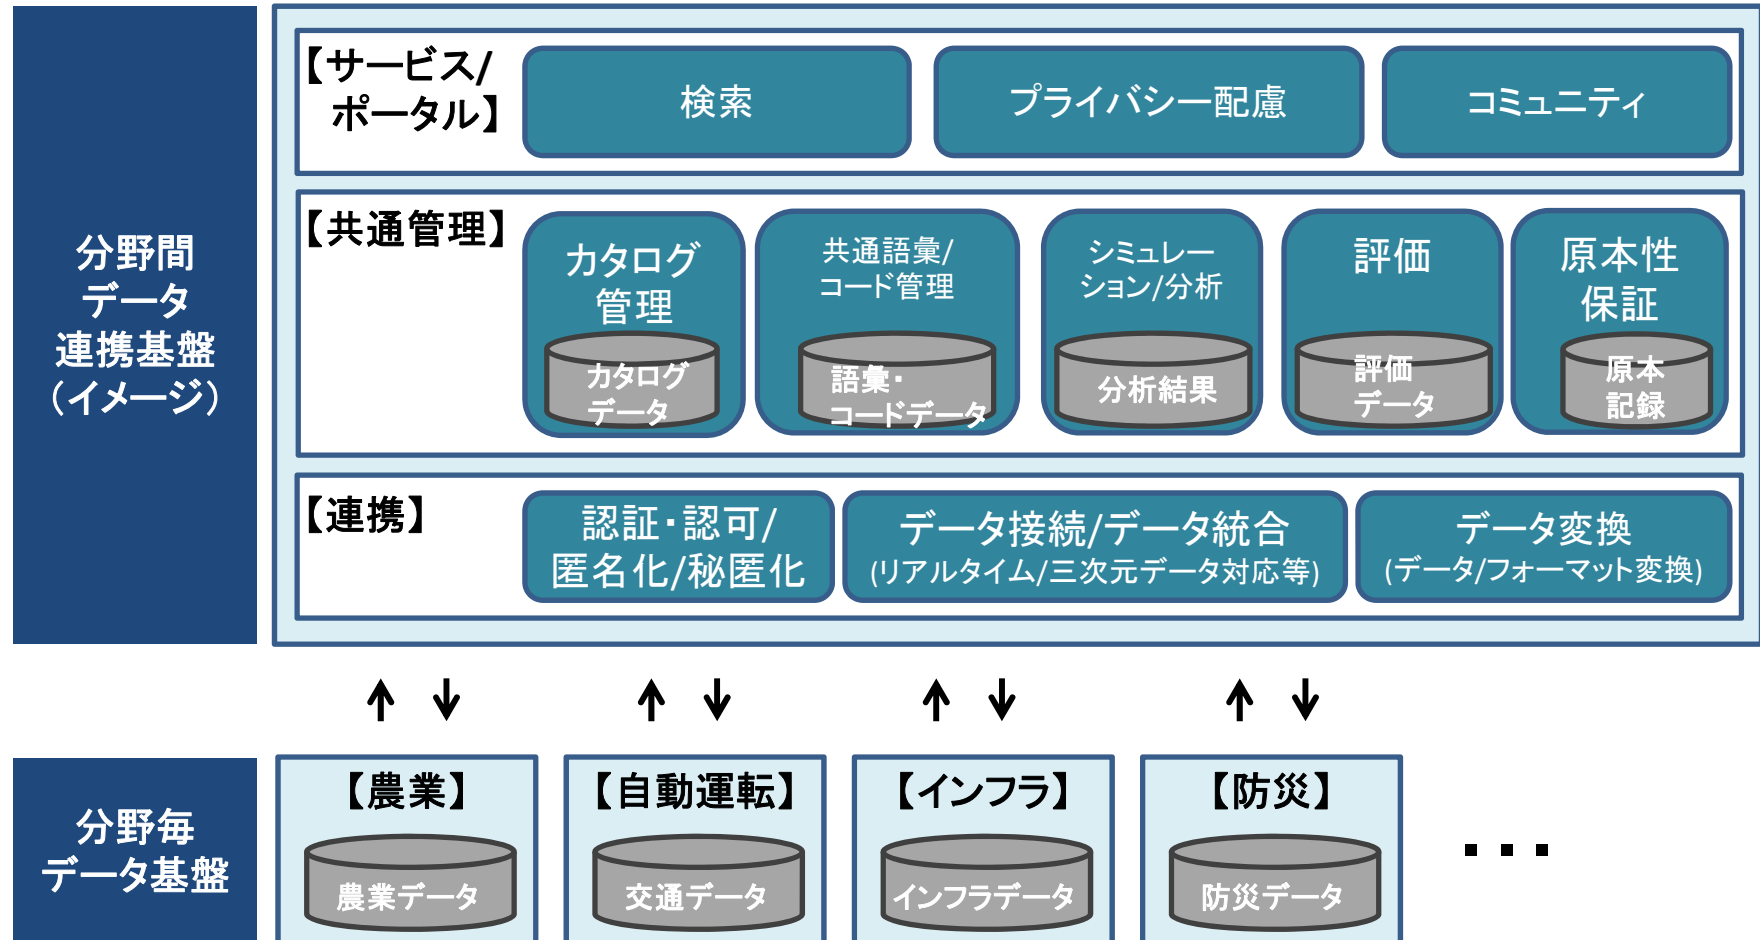 分野間
データ
連携基盤
(イメージ)
【サービス/
ポータル】
検索
プライバシー配慮
コミュニティ
【共通管理】
カタログ
管理
カタログ
データ
共通語彙/
コード管理
語彙・
コードデータ
シミュレー
ション/分析
分析結果
評価
評価
データ
原本性
保証
原本
記録
【連携】
認証・認可/
匿名化/秘匿化
データ接続/データ統合
(リアルタイム/三次元データ対応等)
データ変換
(データ/フォーマット変換)
分野毎
データ基盤
【農業】
農業データ
【自動運転】
交通データ
【インフラ】
インフラデータ
【防災】
防災データ
・・・